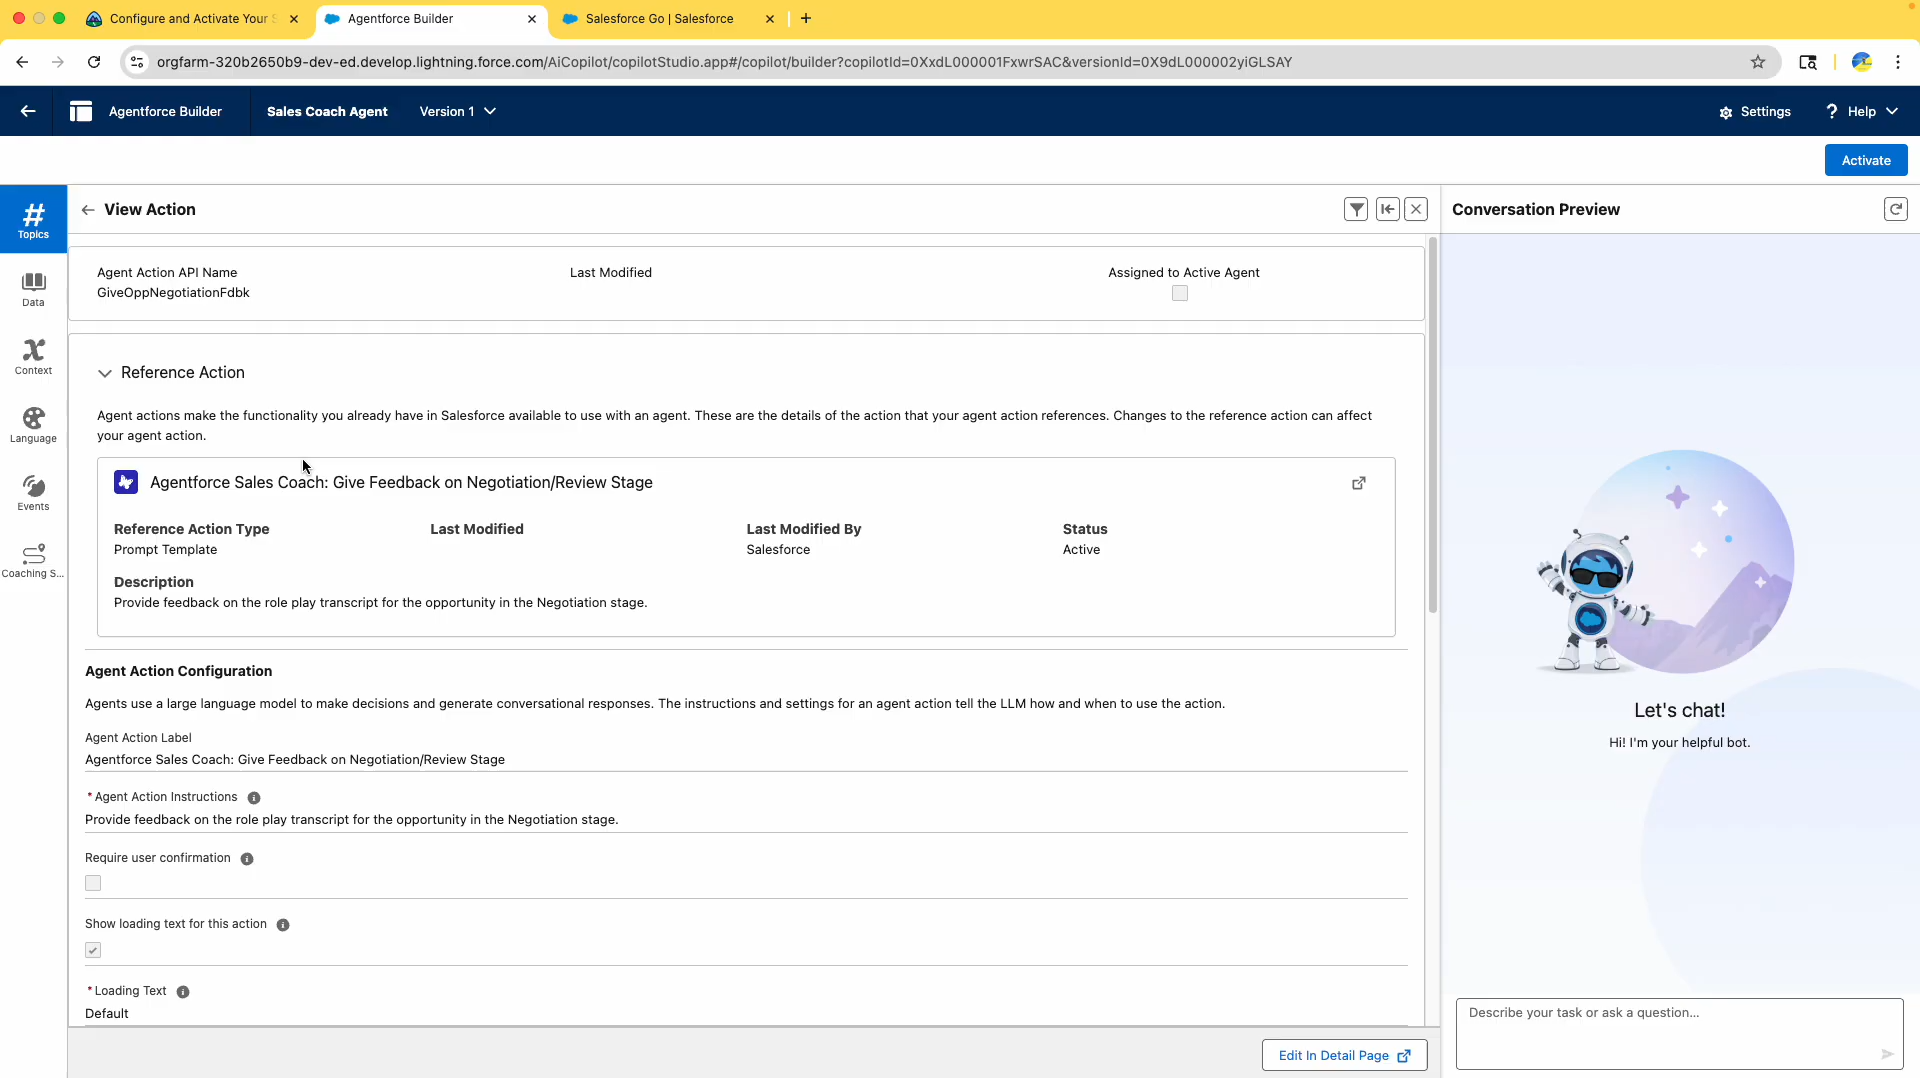 Configure and Activate Your S
Agentforce Builder
Salesforce Go | Salesforce
orgfarm-320b2650b9-dev-ed.develop.lightning.force.com/AiCopilot/copilotStudio.app#/copilot/builder?copilotId=0XxdL000001FxwrSAC&versionId=0X9dL000002yiGLSAY
Agentforce Builder
Sales Coach Agent
Version 1
Settings
? Help
Activate
Topics
Data
Context
Language
Events
Coaching S...
View Action
Agent Action API Name
GiveOppNegotiationFdbk
Last Modified
Assigned to Active Agent
Reference Action
Agent actions make the functionality you already have in Salesforce available to use with an agent. These are the details of the action that your agent action references. Changes to the reference action can affect
your agent action.
Agentforce Sales Coach: Give Feedback on Negotiation/Review Stage
Reference Action Type
Prompt Template
Last Modified
Last Modified By
Salesforce
Status
Active
Description
Provide feedback on the role play transcript for the opportunity in the Negotiation stage.
Agent Action Configuration
Agents use a large language model to make decisions and generate conversational responses. The instructions and settings for an agent action tell the LLM how and when to use the action.
Agent Action Label
Agentforce Sales Coach: Give Feedback on Negotiation/Review Stage
* Agent Action Instructions
Provide feedback on the role play transcript for the opportunity in the Negotiation stage.
Require user confirmation
Show loading text for this action
* Loading Text
Default
Edit In Detail Page
Conversation Preview
Let's chat!
Hi! I'm your helpful bot.
Describe your task or ask a question...